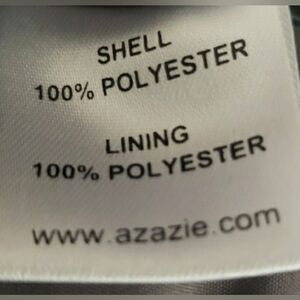 SHELL
100% POLYESTER
LINING
100% POLYESTER
www.azazie.com